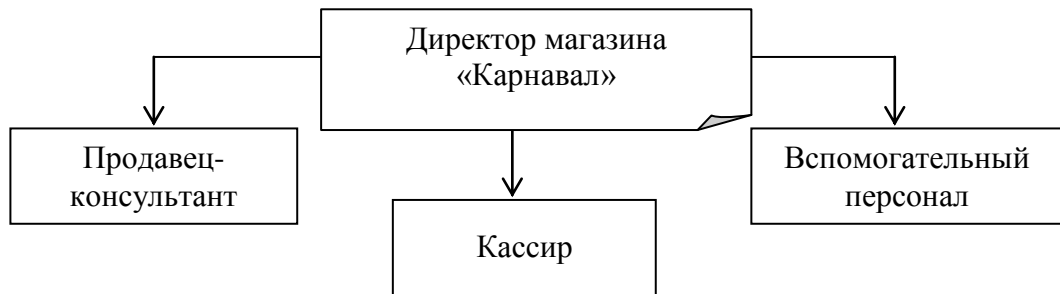 Директор магазина
«Карнавал»
Продавец-
консультант
Вспомогательный
персонал
Кассир